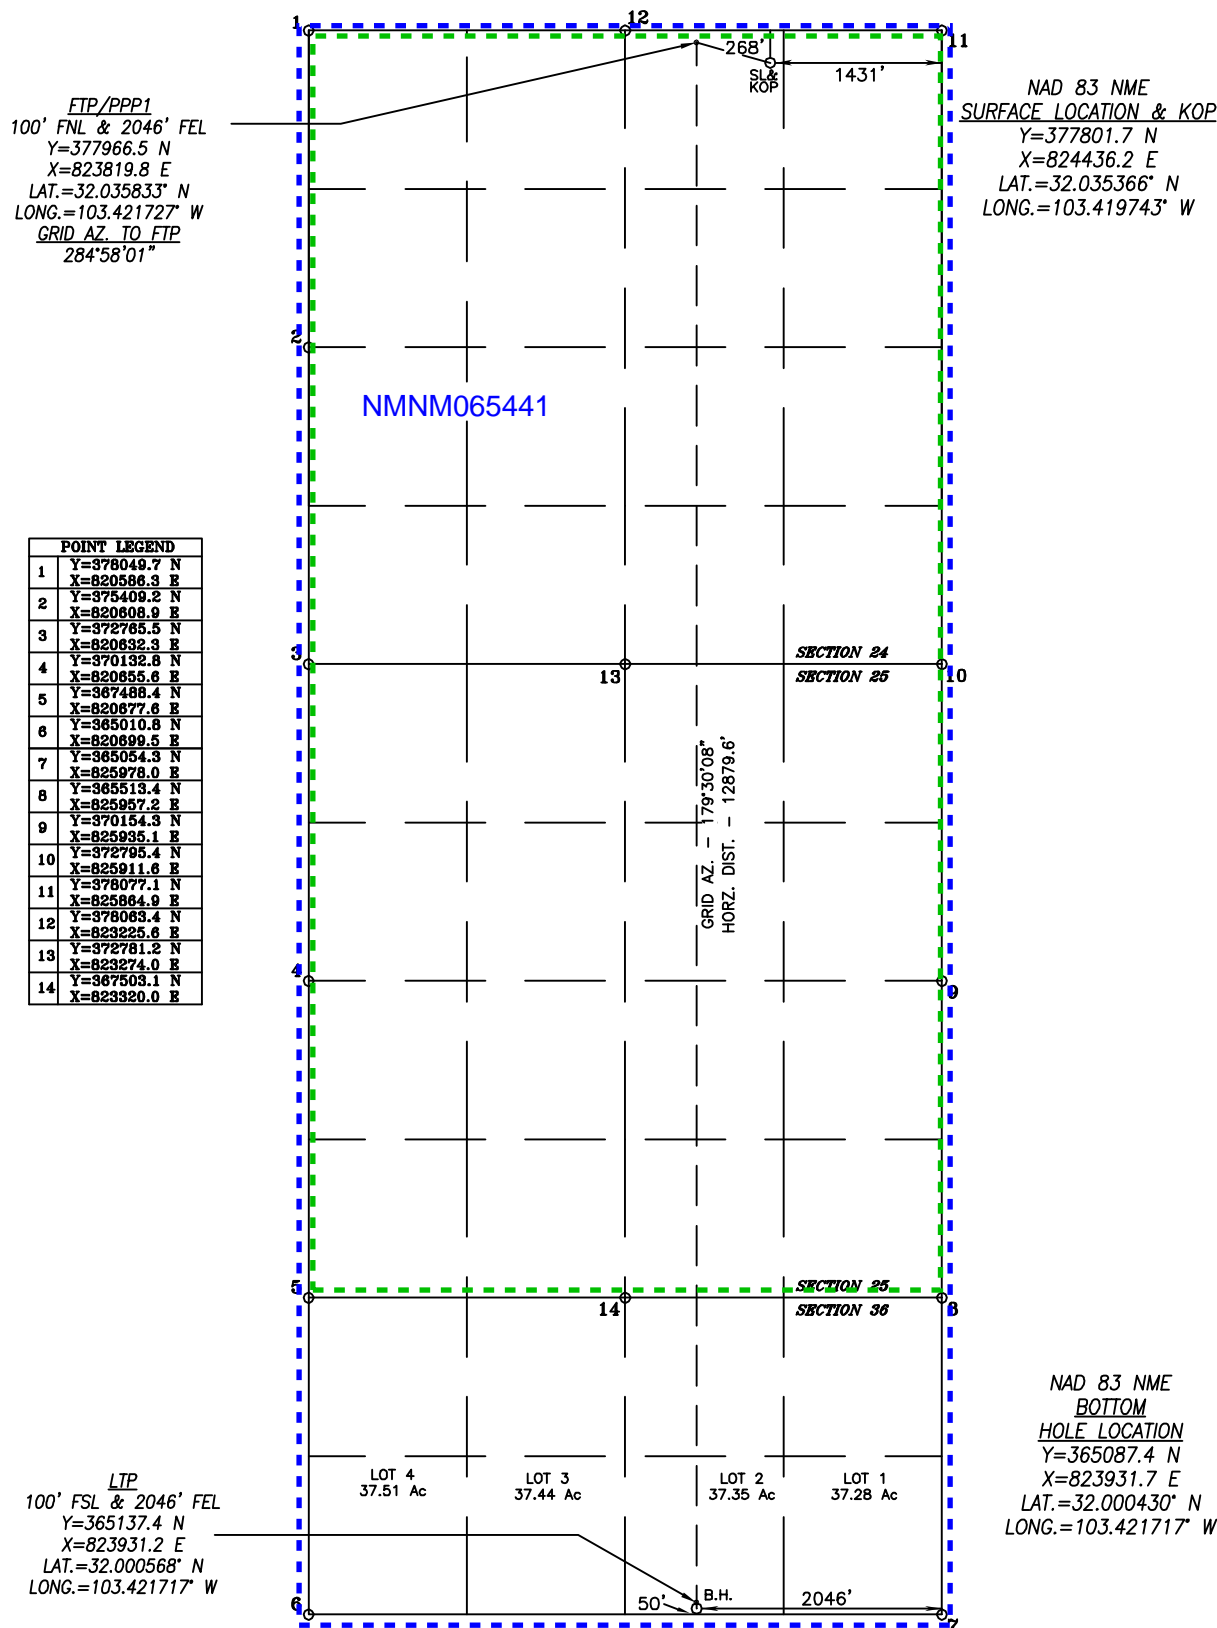 1
12
11
268'
SL&
KOP
1431'
FTP/PPP1
100' FNL & 2046' FEL
Y=377966.5 N
X=823819.8 E
LAT.=32.035833° N
LONG.=103.421727° W
GRID AZ. TO FTP
284°58'01"
NAD 83 NME
SURFACE LOCATION & KOP
Y=377801.7 N
X=824436.2 E
LAT.=32.035366° N
LONG.=103.419743° W
2
NMNM065441
POINT LEGEND
1 Y=378049.7 N
X=820586.3 E
2 Y=375409.2 N
X=820608.9 E
3 Y=372765.5 N
X=820632.3 E
4 Y=370132.8 N
X=820655.6 E
5 Y=367488.4 N
X=820677.6 E
6 Y=365010.8 N
X=820699.5 E
7 Y=365054.3 N
X=825978.0 E
8 Y=365513.4 N
X=825957.2 E
9 Y=370154.3 N
X=825935.1 E
10 Y=372795.4 N
X=825911.6 E
11 Y=378077.1 N
X=825864.9 E
12 Y=378063.4 N
X=823225.6 E
13 Y=372781.2 N
X=823274.0 E
14 Y=367503.1 N
X=823320.0 E
3
13
SECTION 24
SECTION 25
10
GRID AZ. - 179°30'08"
HORZ. DIST. - 12879.6'
4
9
5
14
SECTION 25
SECTION 36
8
LOT 4
37.51 Ac
LOT 3
37.44 Ac
LOT 2
37.35 Ac
LOT 1
37.28 Ac
NAD 83 NME
BOTTOM
HOLE LOCATION
Y=365087.4 N
X=823931.7 E
LAT.=32.000430° N
LONG.=103.421717° W
LTP
100' FSL & 2046' FEL
Y=365137.4 N
X=823931.2 E
LAT.=32.000568° N
LONG.=103.421717° W
6
50'
B.H.
2046'
7